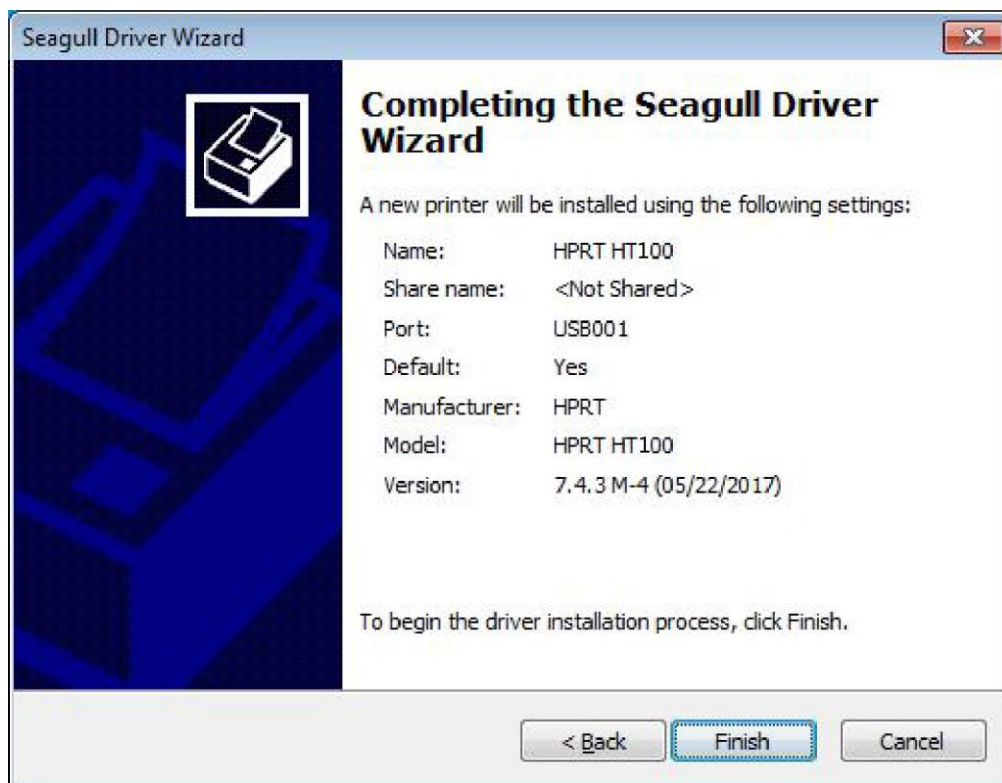 Seagull Driver Wizard
Completing the Seagull Driver
Wizard
A new printer will be installed using the following settings:
Name: HPRT HT100
Share name: <Not Shared>
Port: USB001
Default: Yes
Manufacturer: HPRT
Model: HPRT HT100
Version: 7.4.3 M-4 (05/22/2017)
To begin the driver installation process, click Finish.
< Back Finish Cancel